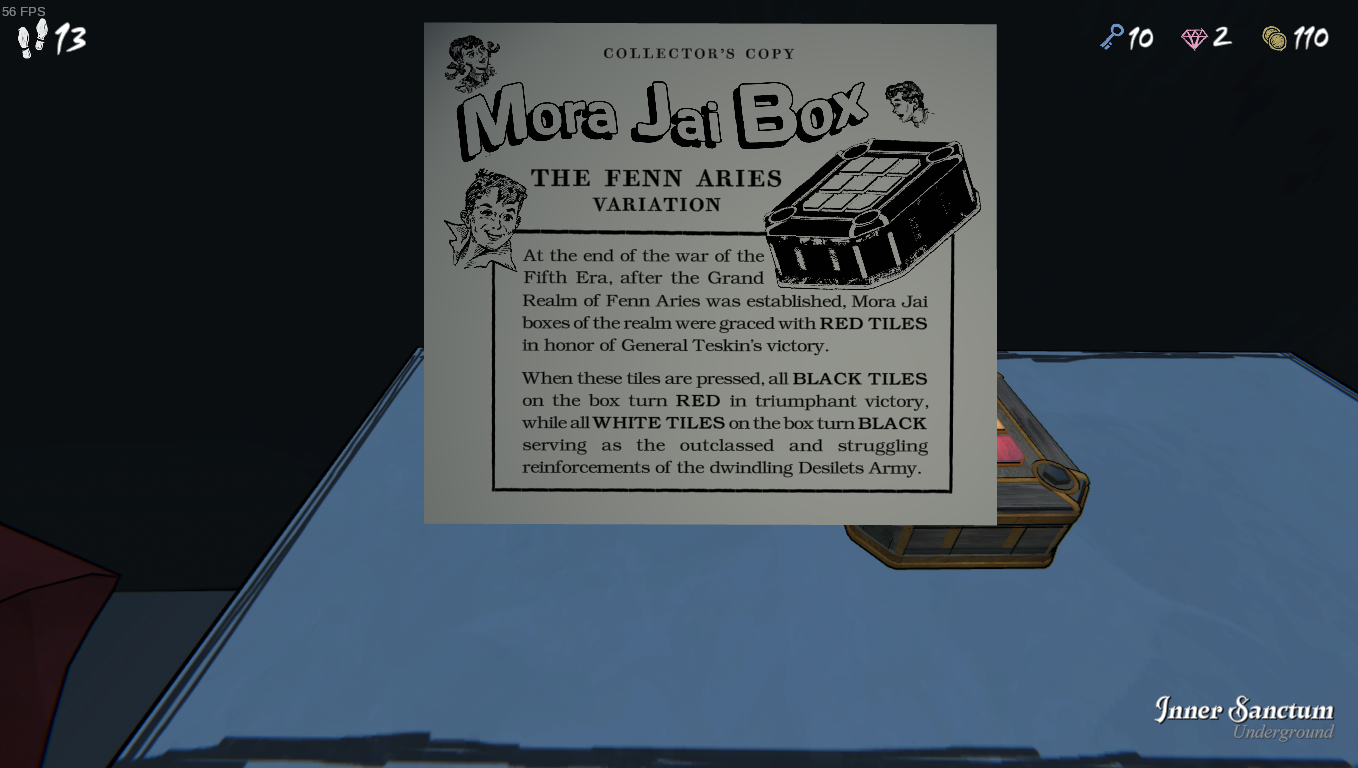 56 FPS
13
10
2
110
COLLECTOR'S COPY
Mora Jai Box
THE FENN ARIES
VARIATION
At the end of the war of the
Fifth Era, after the Grand
Realm of Fenn Aries was established, Mora Jai
boxes of the realm were graced with RED TILES
in honor of General Teskin's victory.
When these tiles are pressed, all BLACK TILES
on the box turn RED in triumphant victory,
while all WHITE TILES on the box turn BLACK
serving as the outclassed and struggling
reinforcements of the dwindling Desilets Army.
Inner Sanctum
Underground